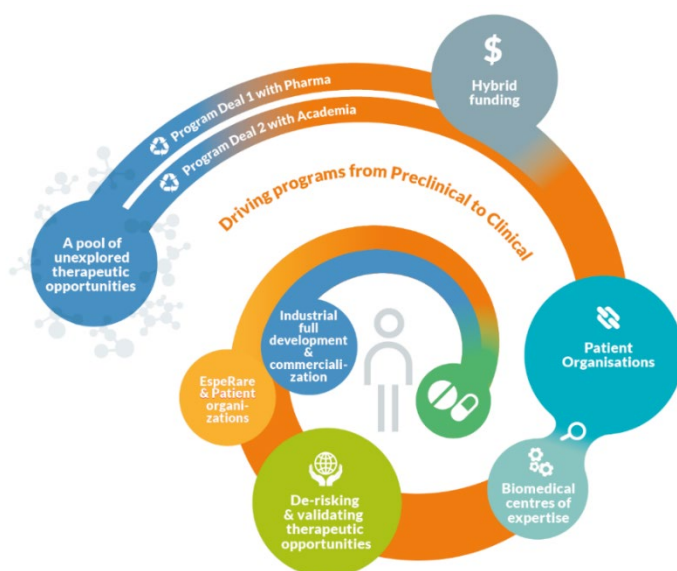 $
Hybrid
funding
Program Deal 1 with Pharma
Program Deal 2 with Academia
Driving programs from Preclinical to Clinical
A pool of
unexplored
therapeutic
opportunities
Industrial
full
development
&
commerciali-
zation
Patient
Organisations
EspeRare
& Patient
organi-
zations
De-risking
& validating
therapeutic
opportunities
Biomedical
centres of
expertise